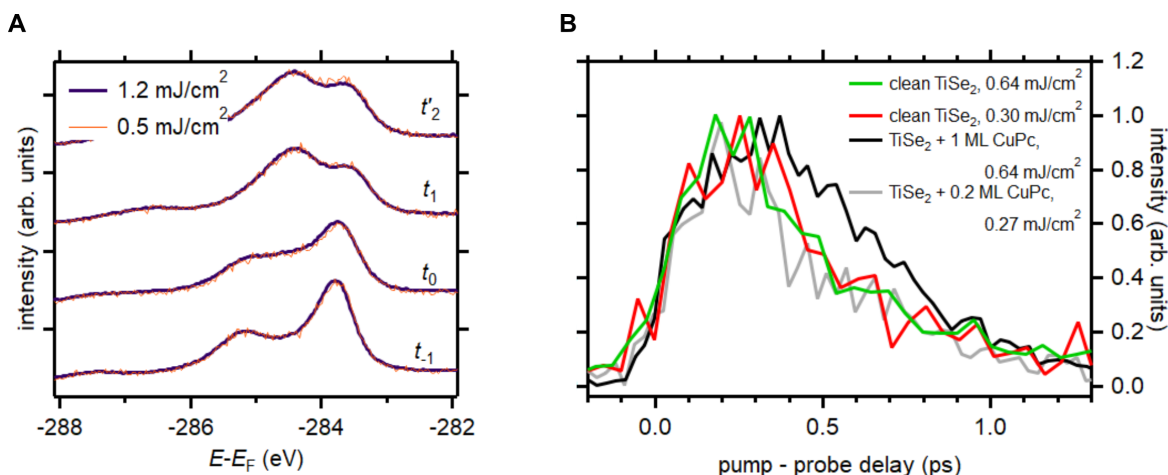 A
1.2 mJ/cm²
0.5 mJ/cm²
t'₂
t₁
t₀
t₋₁
intensity (arb. units)
-288
-286
-284
-282
E-E_F (eV)
B
clean TiSe₂, 0.64 mJ/cm²
clean TiSe₂, 0.30 mJ/cm²
TiSe₂ + 1 ML CuPc,
0.64 mJ/cm²
TiSe₂ + 0.2 ML CuPc,
0.27 mJ/cm²
1.2
1.0
0.8
0.6
0.4
0.2
0.0
intensity (arb. units)
0.0
0.5
1.0
pump - probe delay (ps)